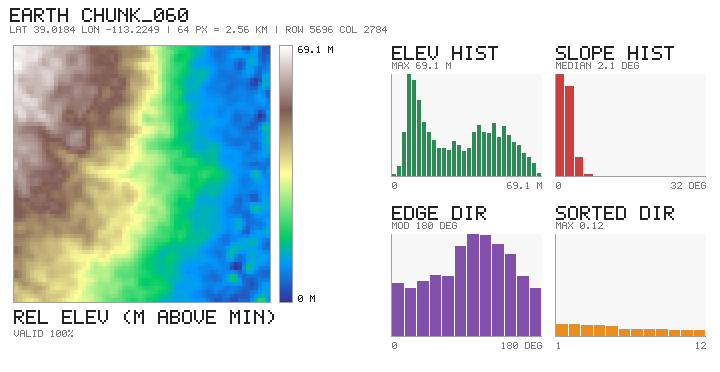 EARTH CHUNK_060
LAT 39.0184 LON -113.2249 | 64 PX = 2.56 KM | ROW 5696 COL 2784
69.1 M
0 M
REL ELEV (M ABOVE MIN)
VALID 100%
ELEV HIST
MAX 69.1 M
0 69.1 M
SLOPE HIST
MEDIAN 2.1 DEG
0 32 DEG
EDGE DIR
MOD 180 DEG
0 180 DEG
SORTED DIR
MAX 0.12
1 12